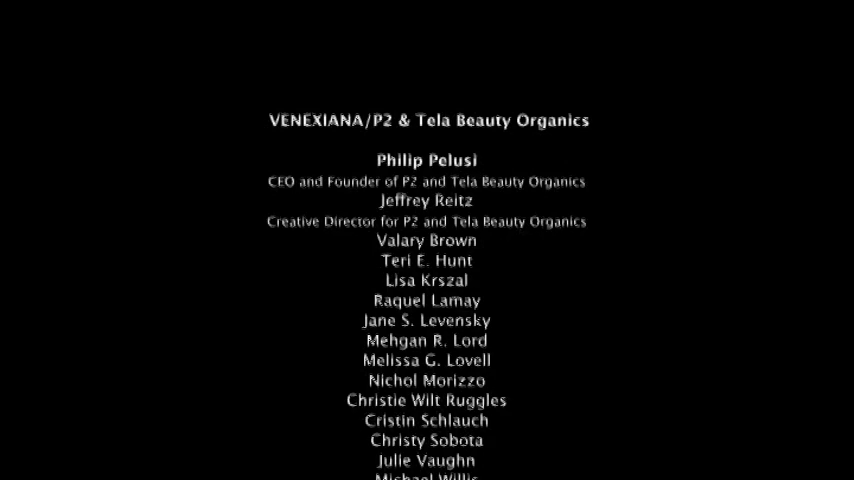 VENEXIANA/P2 & Tela Beauty Organics
Philip Pelusi
CEO and Founder of P2 and Tela Beauty Organics
Jeffrey Reitz
Creative Director for P2 and Tela Beauty Organics
Valary Brown
Teri E. Hunt
Lisa Krszal
Raquel Lamay
Jane S. Levensky
Mehgan R. Lord
Melissa G. Lovell
Nichol Morizzo
Christie Wilt Ruggles
Cristin Schlauch
Christy Sobota
Julie Vaughn
Michael Willis